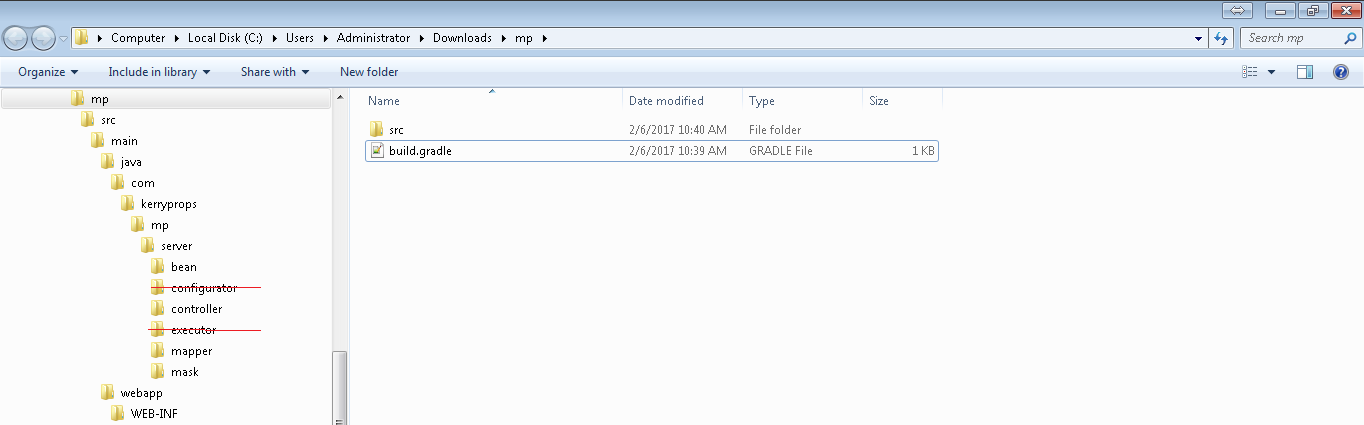 Computer Local Disk (C:) Users Administrator Downloads mp Search mp
Organize Include in library Share with New folder
mp
src
main
java
com
kerryprops
mp
server
bean
configurator
controller
executor
mapper
mask
webapp
WEB-INF
Name Date modified Type Size
src 2/6/2017 10:40 AM File folder
build.gradle 2/6/2017 10:39 AM GRADLE File 1 KB